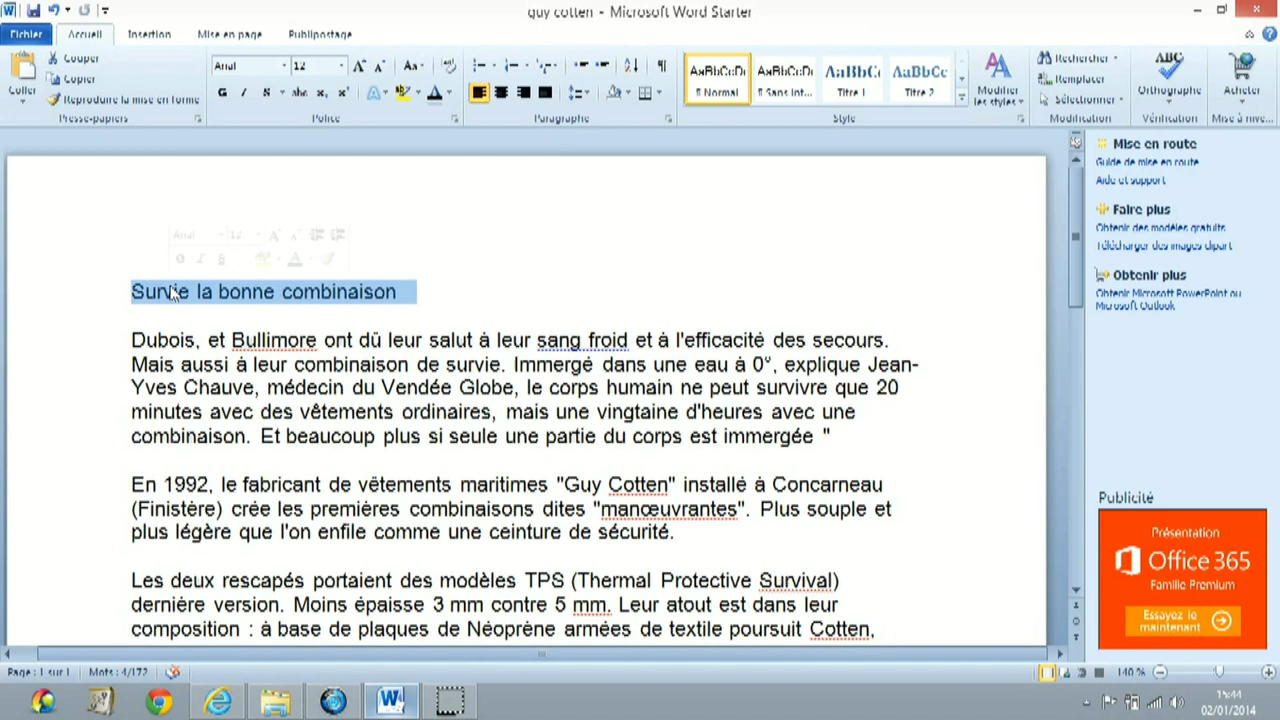 guy cotten - Microsoft Word Starter
Fichier Accueil Insertion Mise en page Publipostage
Coller
Couper
Copier
Reproduire la mise en forme
Presse-papiers
Arial 12
Police
Paragraphe
AaBbCcDı AaBbCcDı AaBbC AaBbCc
¶ Normal ¶ Sans int... Titre 1 Titre 2
Style
Modifier
les styles
Rechercher
Remplacer
Sélectionner
Modification
ABC
Orthographe
Vérification
Acheter
Mise à nive...
Arial 12
Survie la bonne combinaison
Dubois, et Bullimore ont dû leur salut à leur sang froid et à l'efficacité des secours.
Mais aussi à leur combinaison de survie. Immergé dans une eau à 0°, explique Jean-
Yves Chauve, médecin du Vendée Globe, le corps humain ne peut survivre que 20
minutes avec des vêtements ordinaires, mais une vingtaine d'heures avec une
combinaison. Et beaucoup plus si seule une partie du corps est immergée "
En 1992, le fabricant de vêtements maritimes "Guy Cotten" installé à Concarneau
(Finistère) crée les premières combinaisons dites "manœuvrantes". Plus souple et
plus légère que l'on enfile comme une ceinture de sécurité.
Les deux rescapés portaient des modèles TPS (Thermal Protective Survival)
dernière version. Moins épaisse 3 mm contre 5 mm. Leur atout est dans leur
composition : à base de plaques de Néoprène armées de textile poursuit Cotten,
Mise en route
Guide de mise en route
Aide et support
Faire plus
Obtenir des modèles gratuits
Télécharger des images clipart
Obtenir plus
Obtenir Microsoft PowerPoint ou
Microsoft Outlook
Publicité
Présentation
Office 365
Famille Premium
Essayez le
maintenant
Page : 1 sur 1 Mots : 4/172
140 %
15:44
02/01/2014